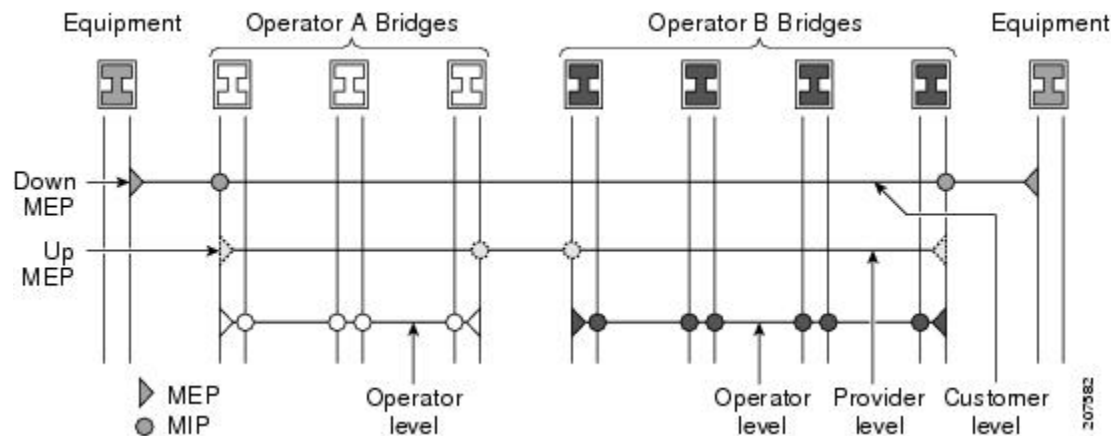 Equipment
Operator A Bridges
Operator B Bridges
Equipment
Down
MEP
Up
MEP
MEP
MIP
Operator
level
Operator
level
Provider
level
Customer
level
207582